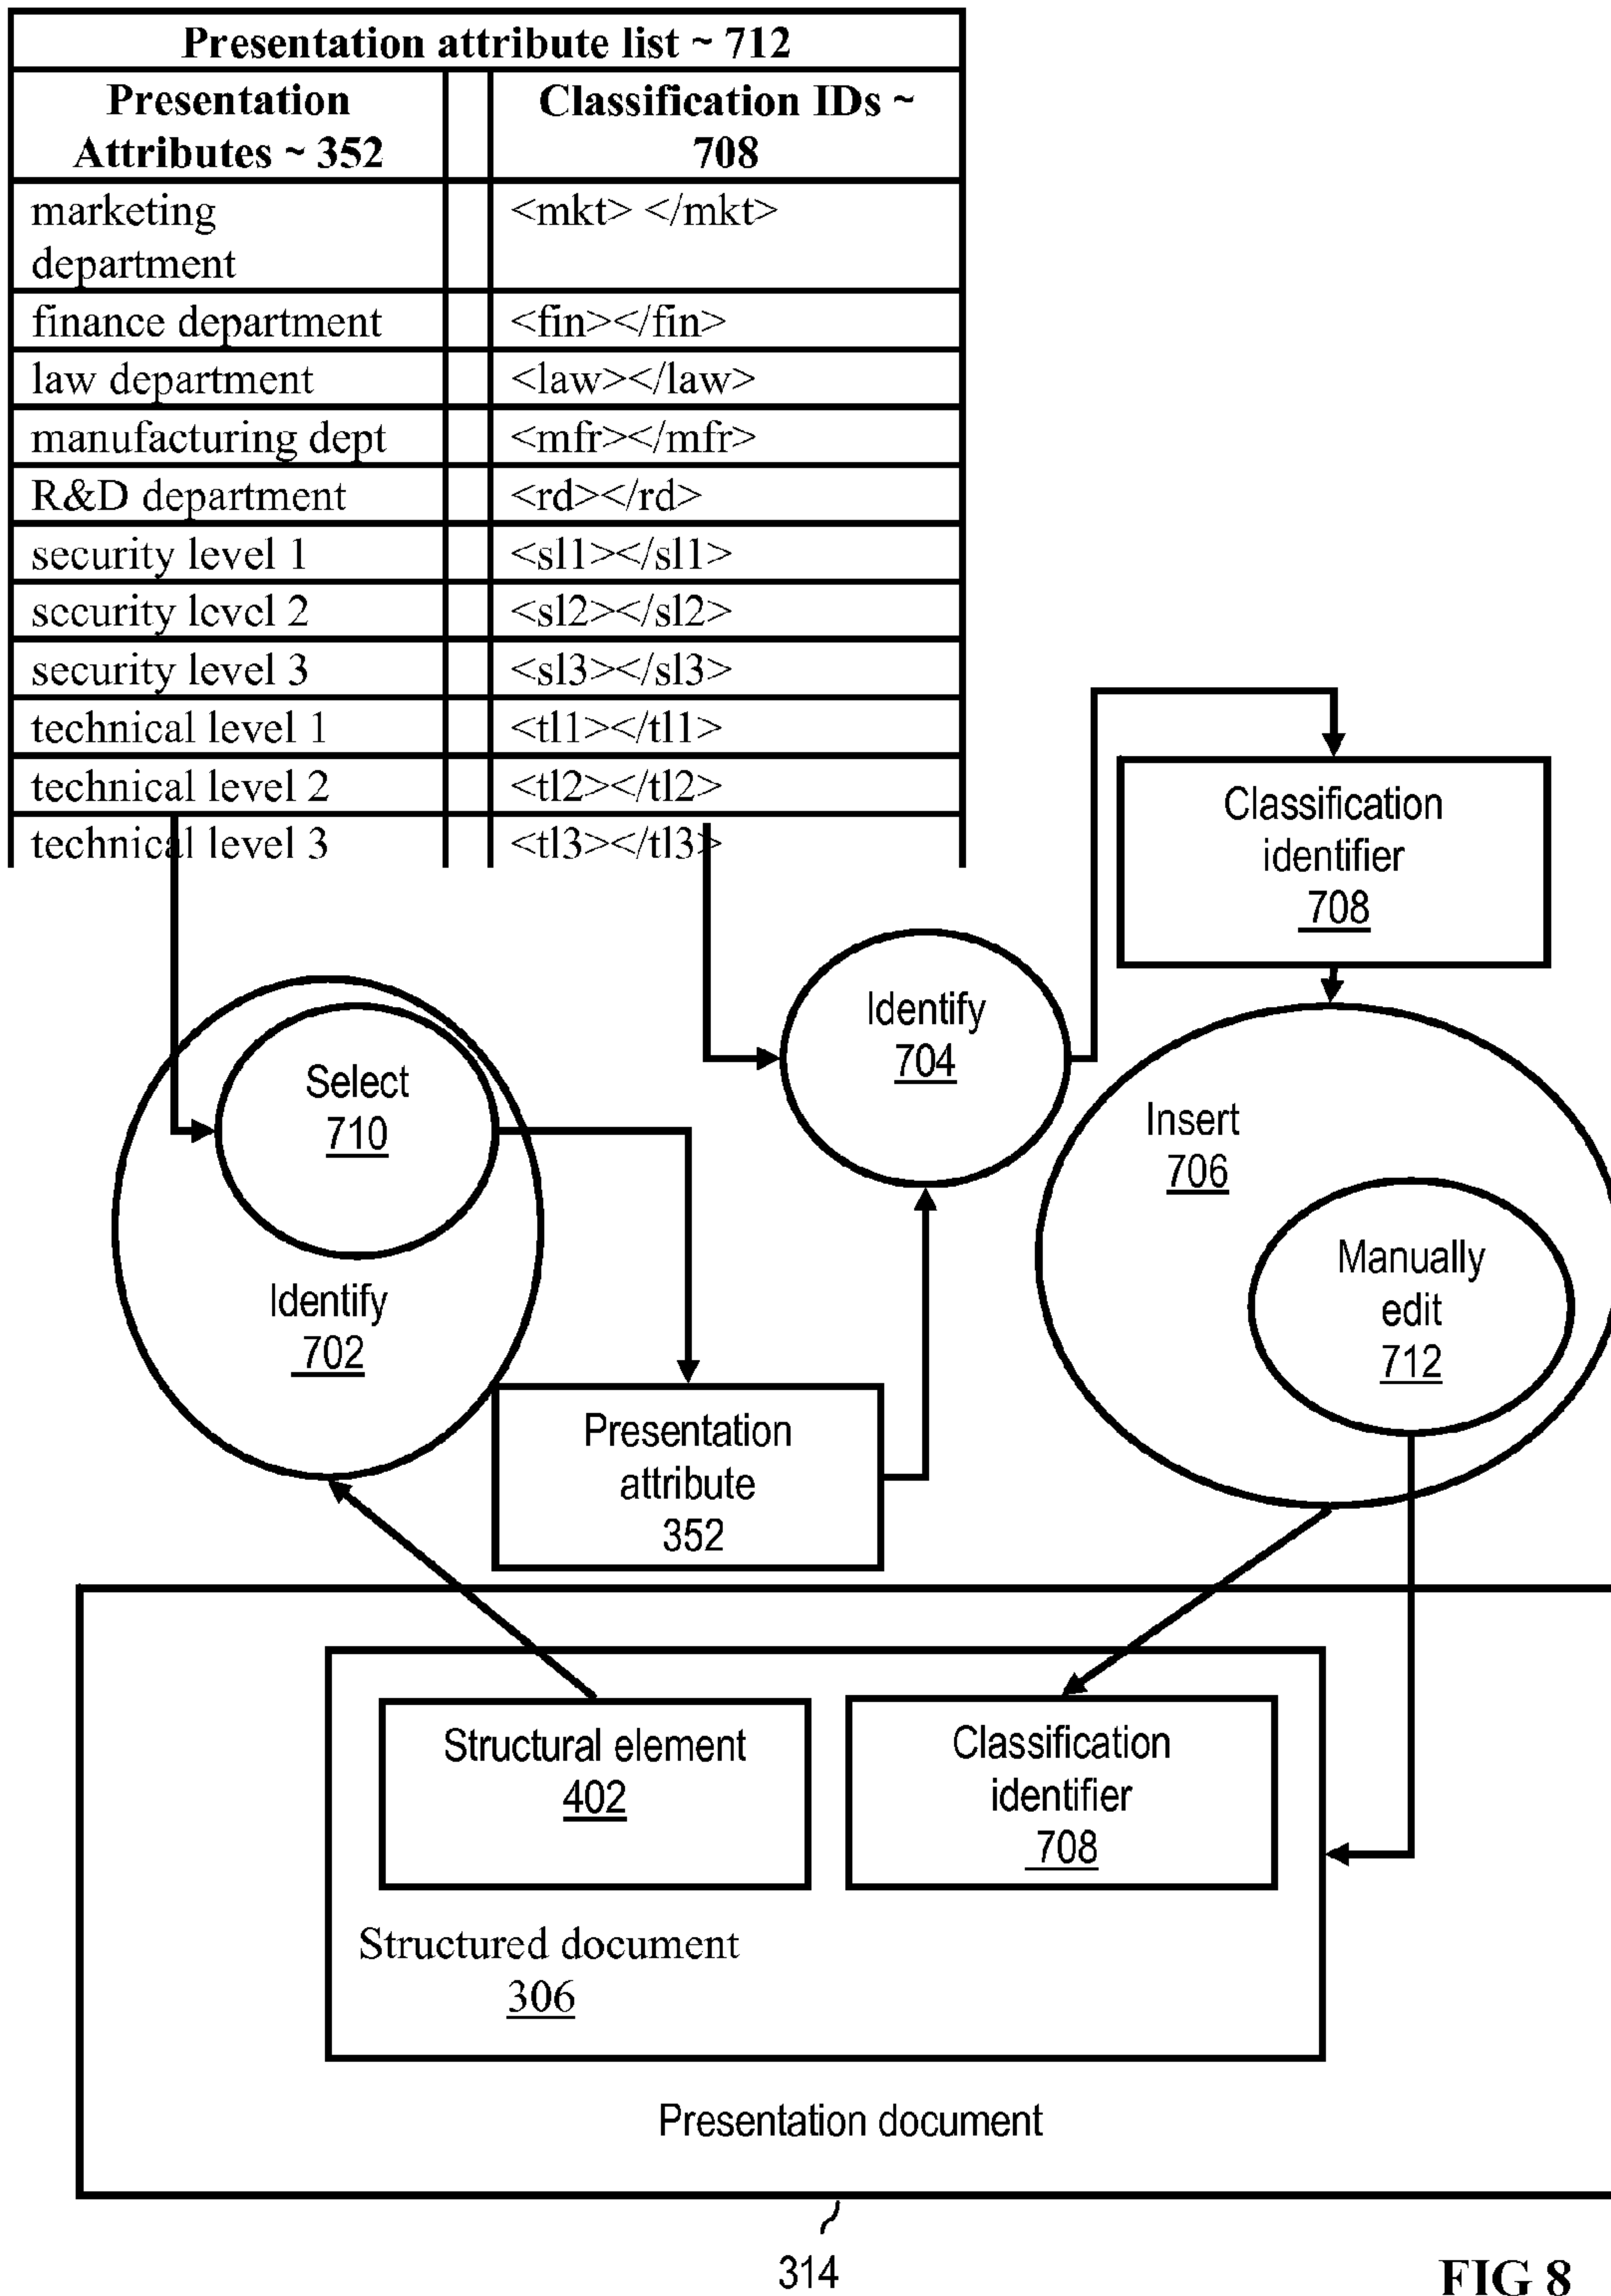 Presentation attribute list ~ 712
Presentation Attributes ~ 352
Classification IDs ~ 708
marketing department
<mkt> </mkt>
finance department
<fin></fin>
law department
<law></law>
manufacturing dept
<mfr></mfr>
R&D department
<rd></rd>
security level 1
<sl1></sl1>
security level 2
<sl2></sl2>
security level 3
<sl3></sl3>
technical level 1
<tl1></tl1>
technical level 2
<tl2></tl2>
technical level 3
<tl3></tl3>
Classification
identifier
708
Identify
704
Select
710
Identify
702
Insert
706
Manually
edit
712
Presentation
attribute
352
Structural element
402
Classification
identifier
708
Structured document
306
Presentation document
314
FIG 8